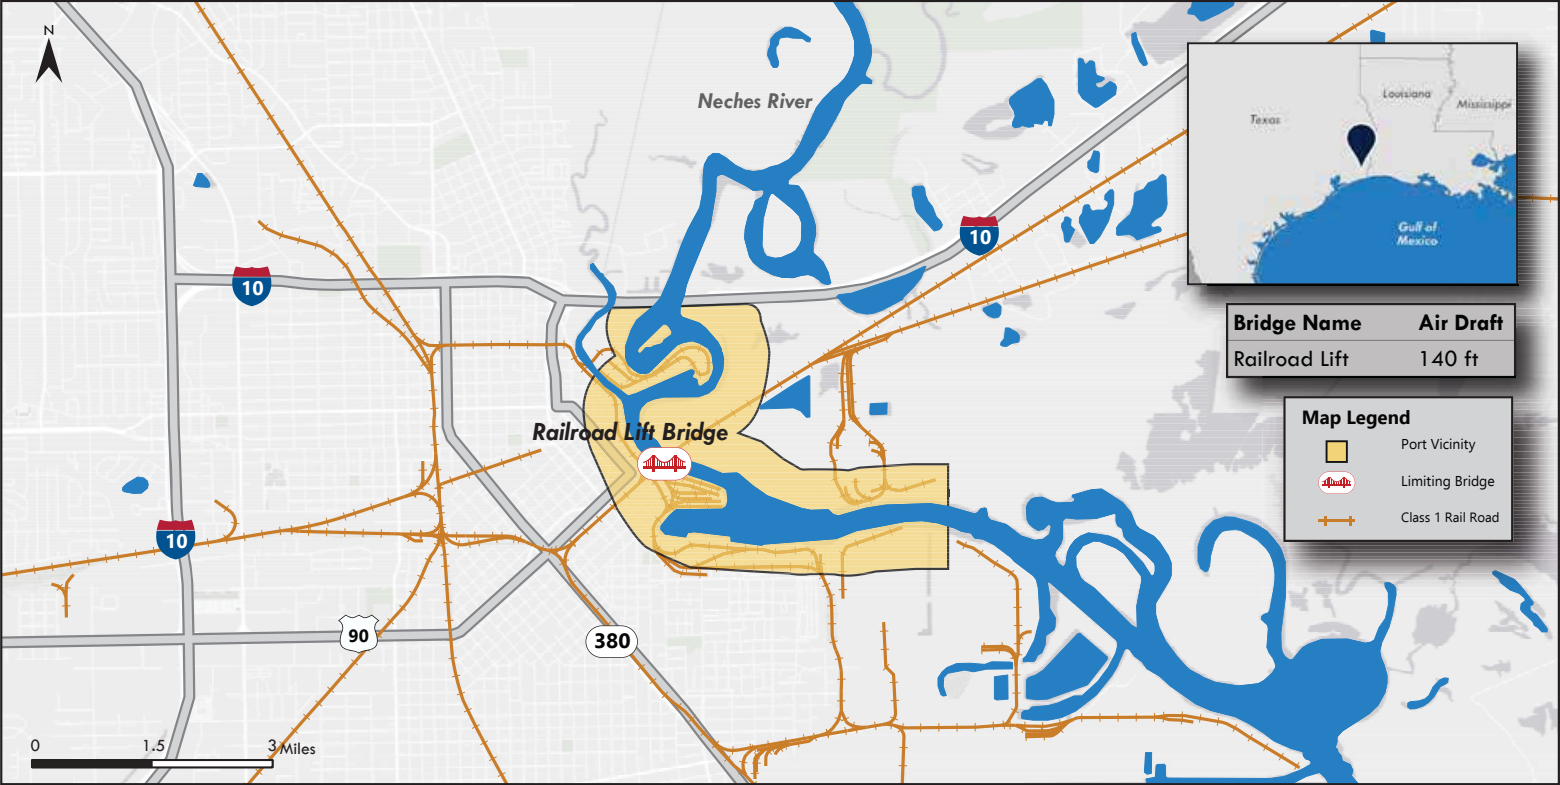 N
Neches River
Texas
Louisiana
Mississippi
Gulf of
Mexico
10
10
Bridge Name Air Draft
Railroad Lift 140 ft
Map Legend
Port Vicinity
Limiting Bridge
Class 1 Rail Road
Railroad Lift Bridge
10
90
380
0 1.5 3 Miles